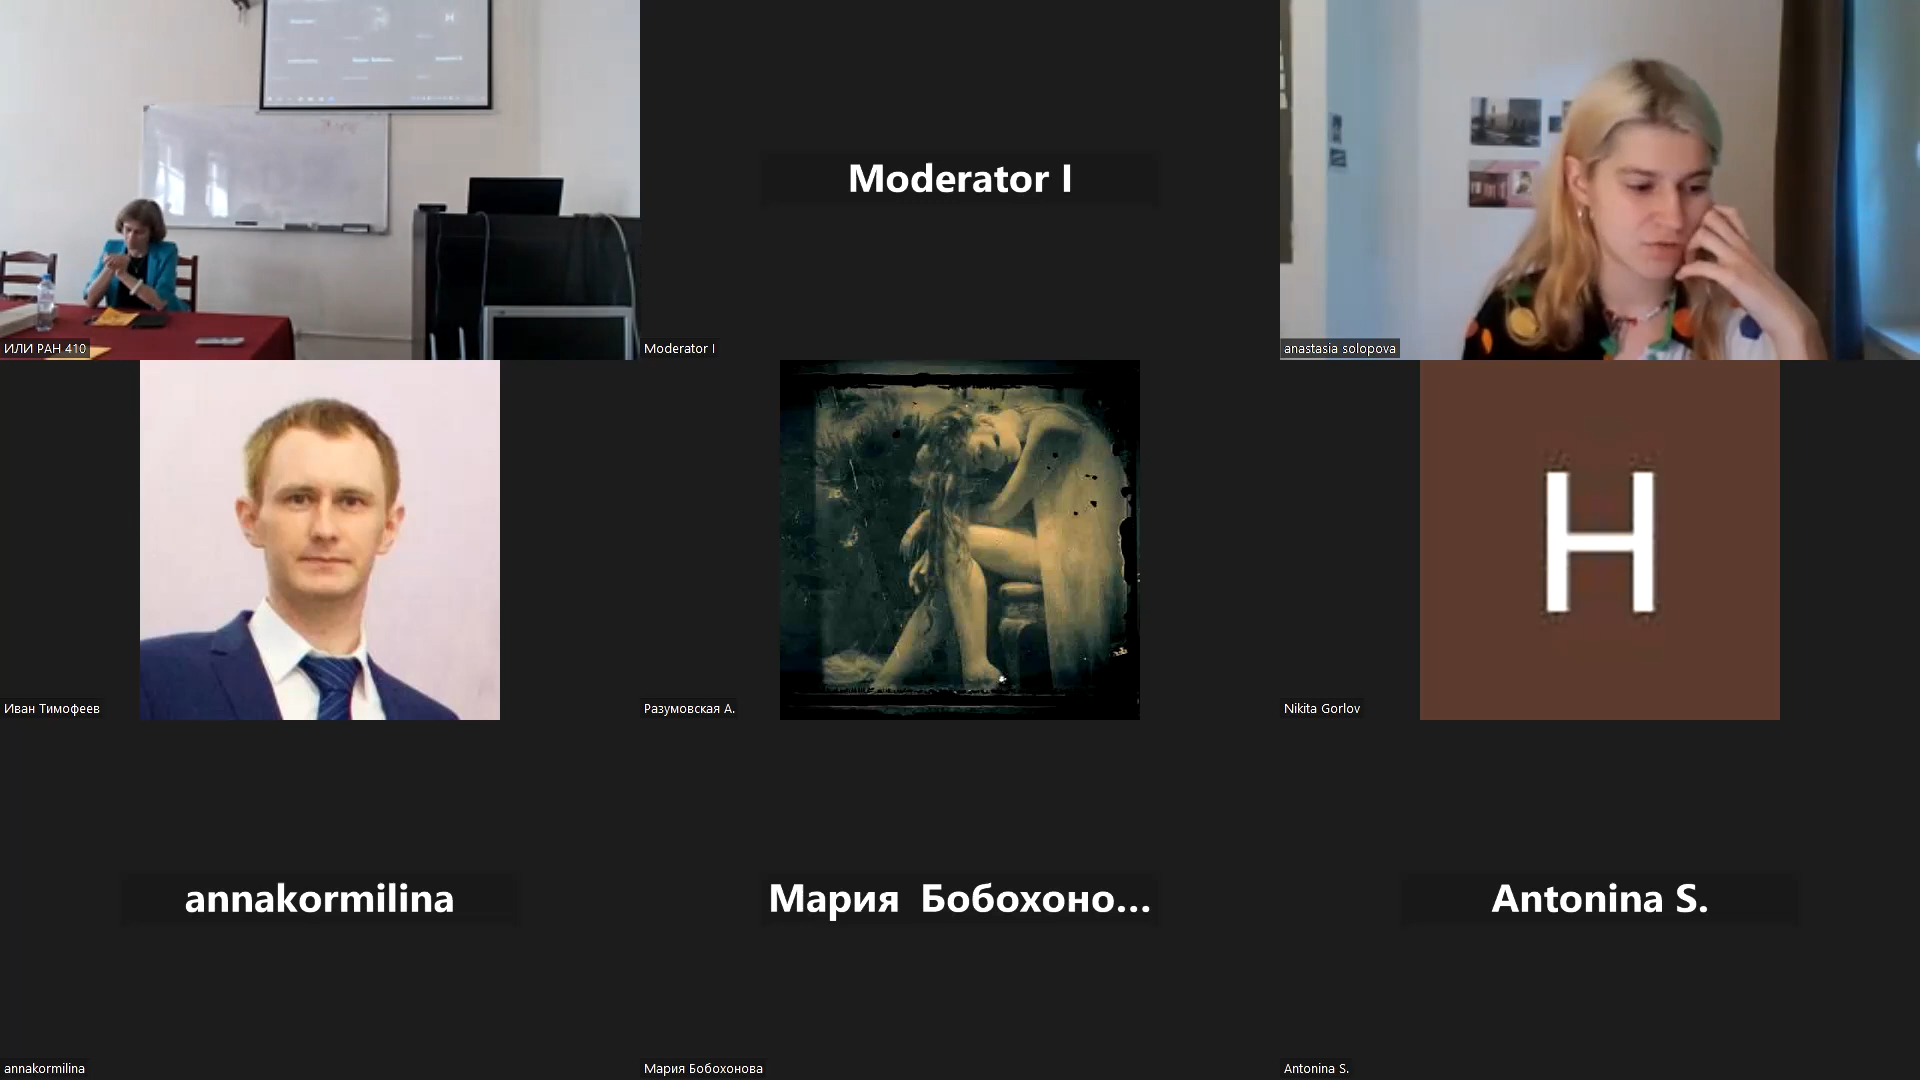 Moderator I
ИЛИ РАН 410
Moderator I
anastasia solopova
H
Иван Тимофеев
Разумовская А.
Nikita Gorlov
annakormilina
Мария Бобохоно...
Antonina S.
annakormilina
Мария Бобохонова
Antonina S.